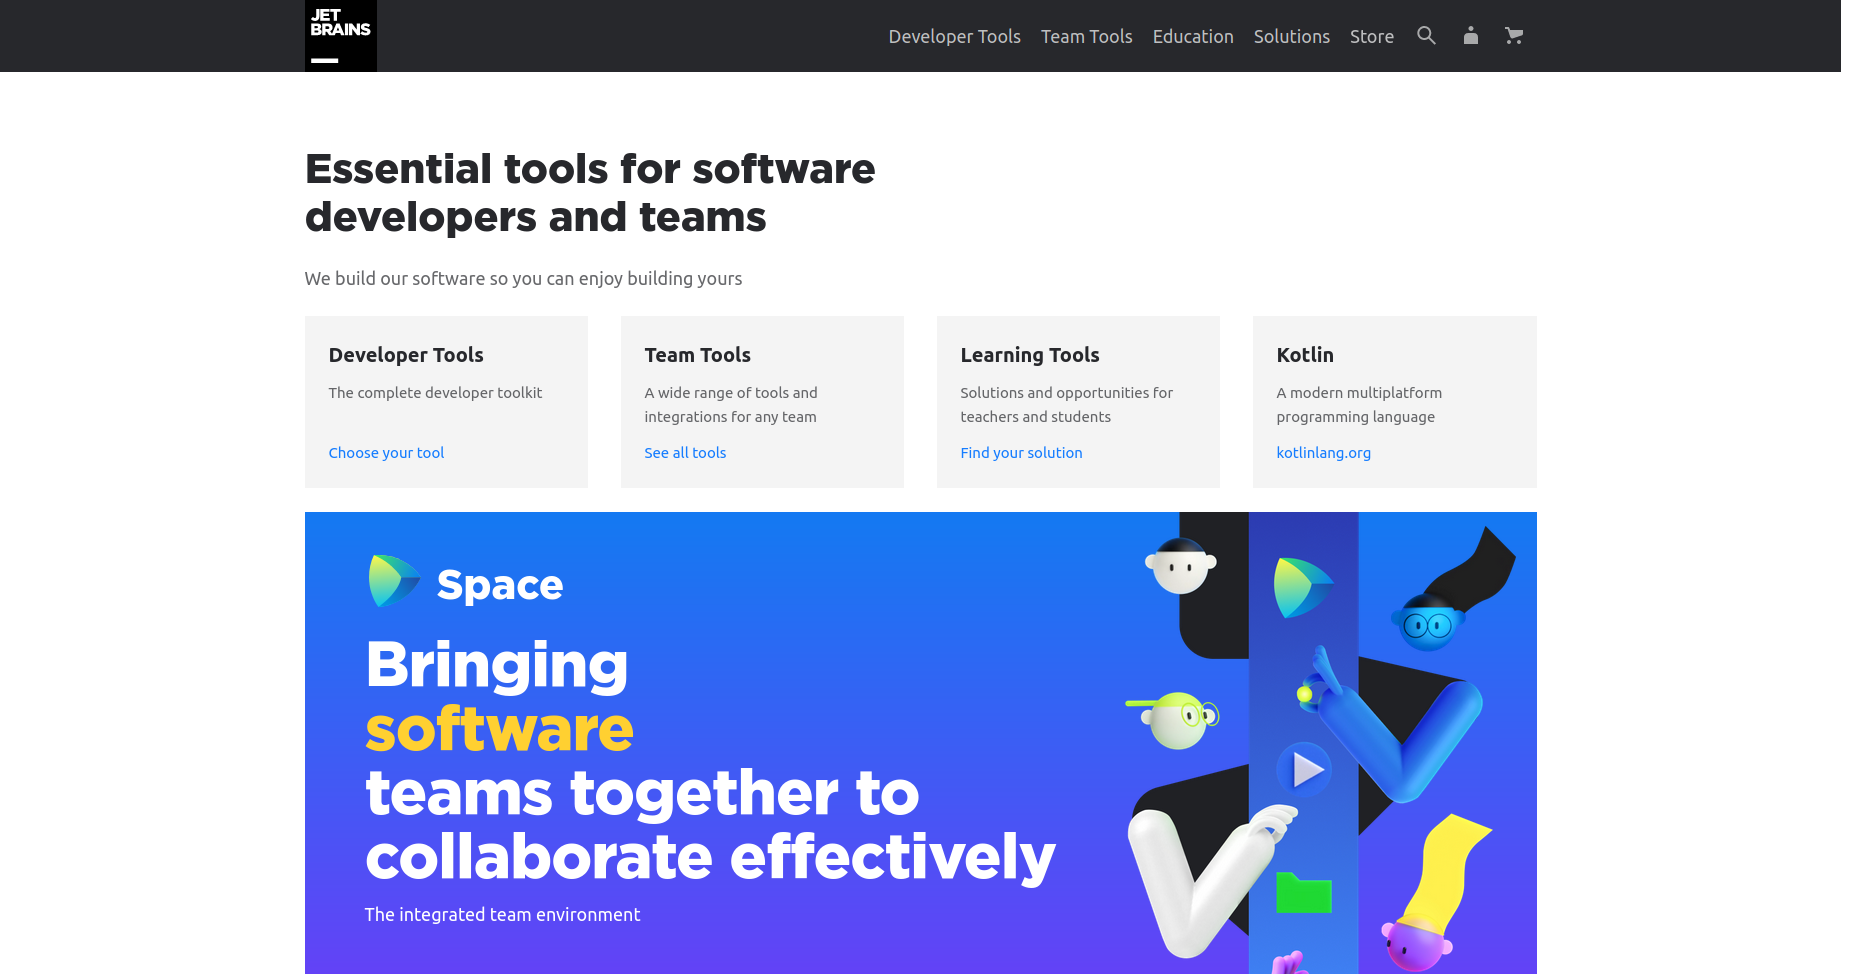 JET
BRAINS
Developer Tools
Team Tools
Education
Solutions
Store
Essential tools for software
developers and teams
We build our software so you can enjoy building yours
Developer Tools
The complete developer toolkit
Choose your tool
Team Tools
A wide range of tools and
integrations for any team
See all tools
Learning Tools
Solutions and opportunities for
teachers and students
Find your solution
Kotlin
A modern multiplatform
programming language
kotlinlang.org
Space
Bringing
software
teams together to
collaborate effectively
The integrated team environment